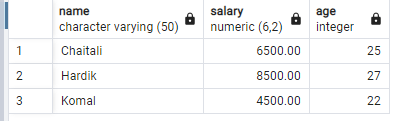 name salary age
character varying (50) numeric (6,2) integer
1 Chaitali 6500.00 25
2 Hardik 8500.00 27
3 Komal 4500.00 22